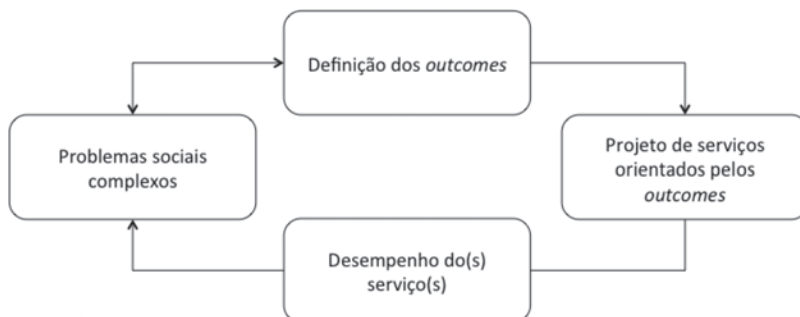 Definição dos outcomes
Problemas sociais
complexos
Projeto de serviços
orientados pelos
outcomes
Desempenho do(s)
serviço(s)